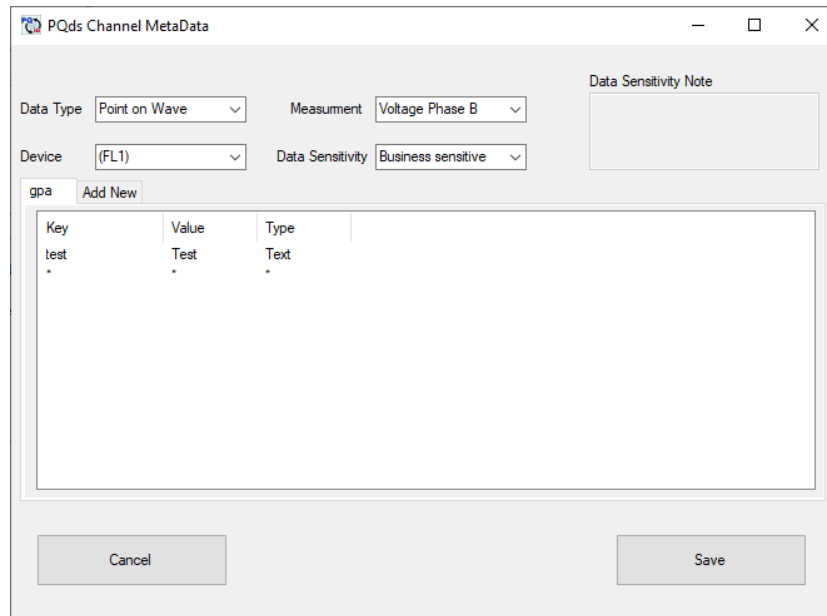 PQds Channel MetaData
Data Sensitivity Note
Data Type Point on Wave Measurment Voltage Phase B
Device (FL1) Data Sensitivity Business sensitive
gpa Add New
Key Value Type
test Test Text
* * *
Cancel Save